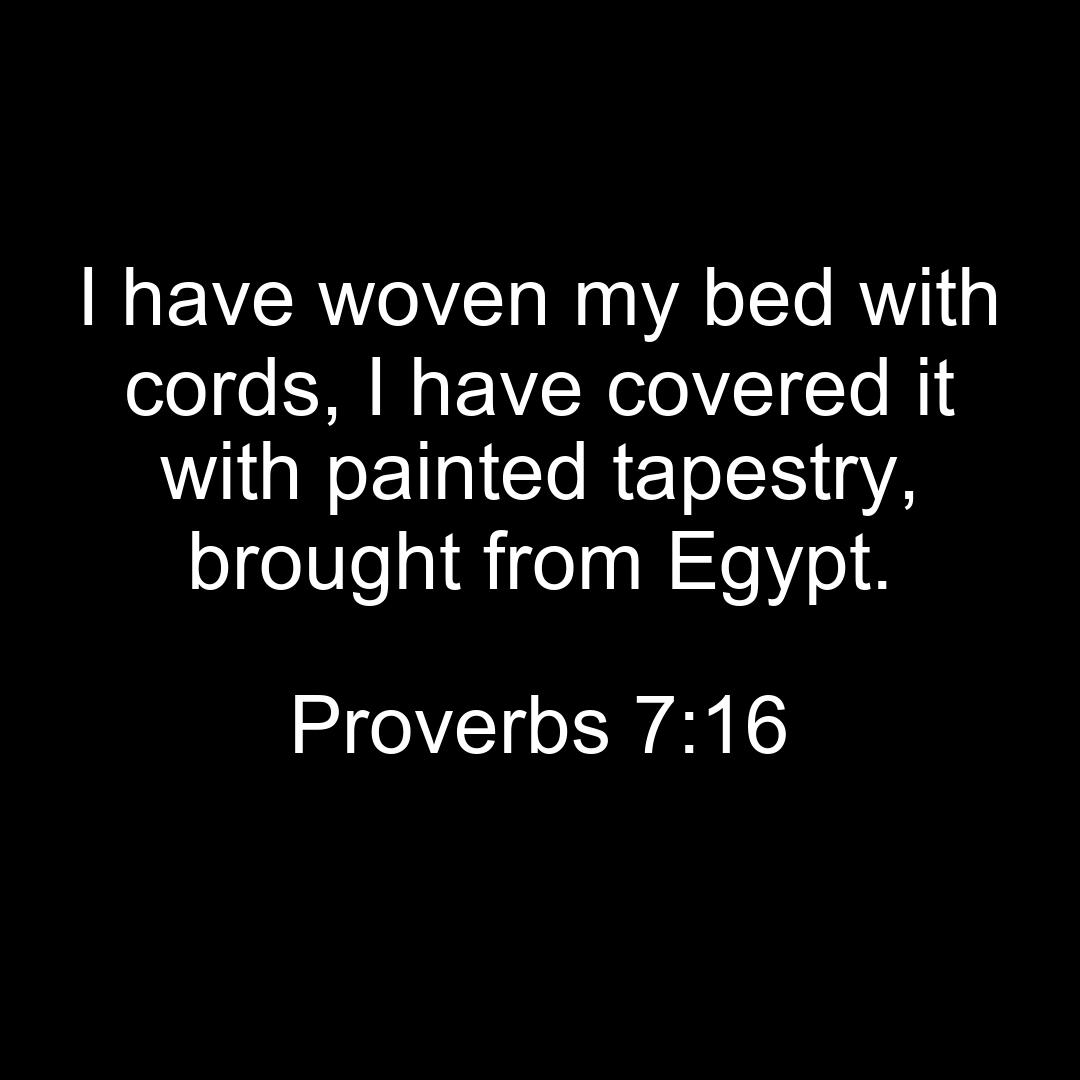 I have woven my bed with
cords, I have covered it
with painted tapestry,
brought from Egypt.
Proverbs 7:16